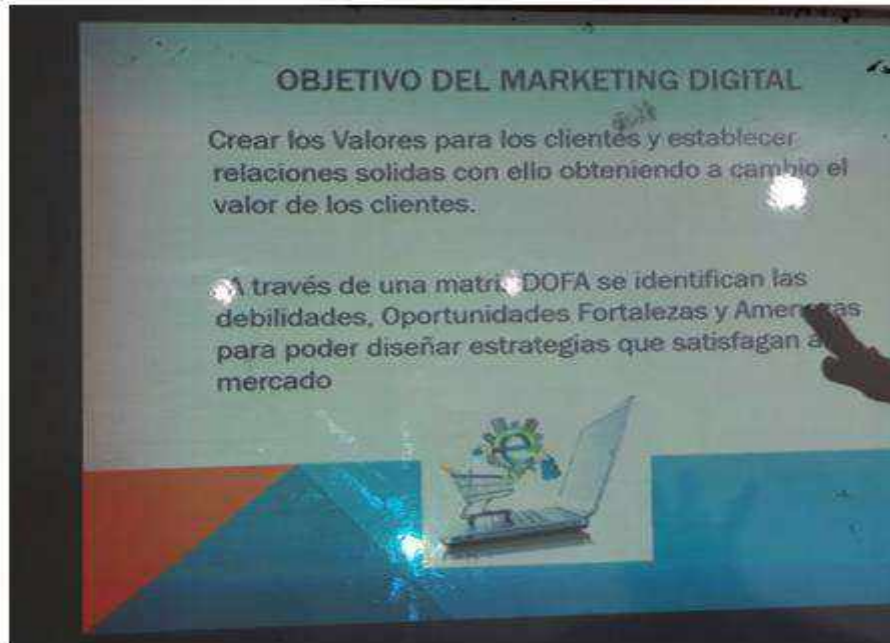 OBJETIVO DEL MARKETING DIGITAL
Crear los Valores para los clientes y establecer
relaciones solidas con ello obteniendo a cambio el
valor de los clientes.
A través de una matriz DOFA se identifican las
debilidades, Oportunidades Fortalezas y Amenazas
para poder diseñar estrategias que satisfagan
mercado
e